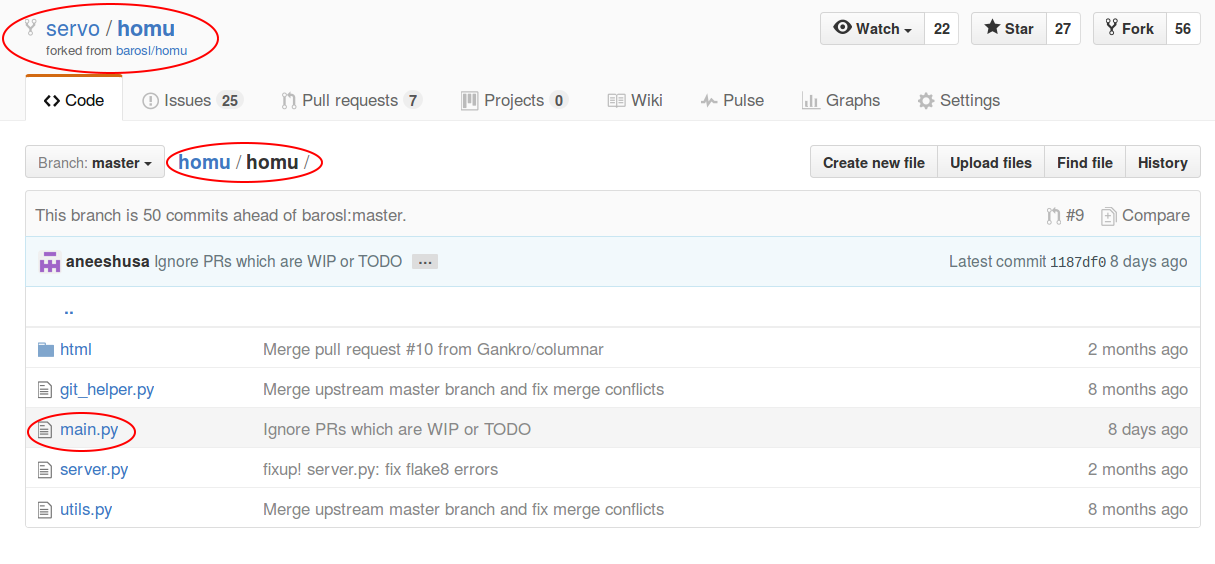 servo / homu
Watch 22 Star 27 Fork 56
forked from barosl/homu
Code Issues 25 Pull requests 7 Projects 0 Wiki Pulse Graphs Settings
Branch: master homu / homu / Create new file Upload files Find file History
This branch is 50 commits ahead of barosl:master. #9 Compare
aneeshusa Ignore PRs which are WIP or TODO ... Latest commit 1187df0 8 days ago
..
html Merge pull request #10 from Gankro/columnar 2 months ago
git_helper.py Merge upstream master branch and fix merge conflicts 8 months ago
main.py Ignore PRs which are WIP or TODO 8 days ago
server.py fixup! server.py: fix flake8 errors 2 months ago
utils.py Merge upstream master branch and fix merge conflicts 8 months ago